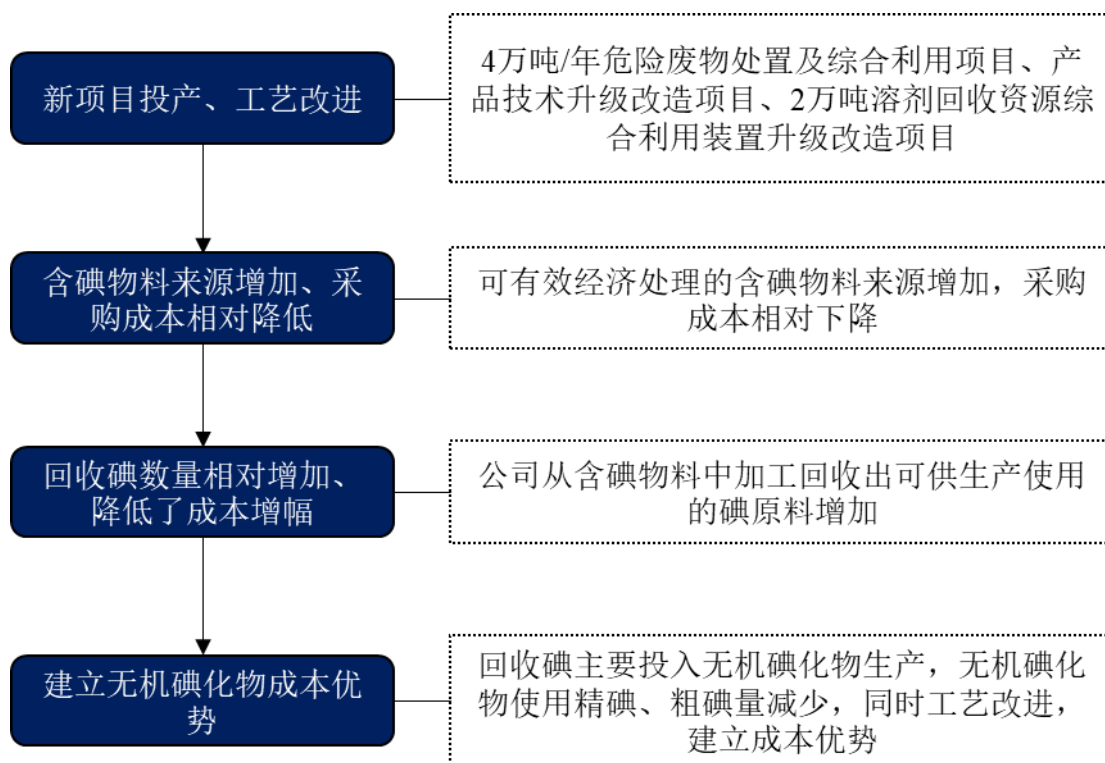 新项目投产、工艺改进
4万吨/年危险废物处置及综合利用项目、产
品技术升级改造项目、2万吨溶剂回收资源综
合利用装置升级改造项目
含碘物料来源增加、采
购成本相对降低
可有效经济处理的含碘物料来源增加，采购
成本相对下降
回收碘数量相对增加、
降低了成本增幅
公司从含碘物料中加工回收出可供生产使用
的碘原料增加
建立无机碘化物成本优
势
回收碘主要投入无机碘化物生产，无机碘化
物使用精碘、粗碘量减少，同时工艺改进，
建立成本优势